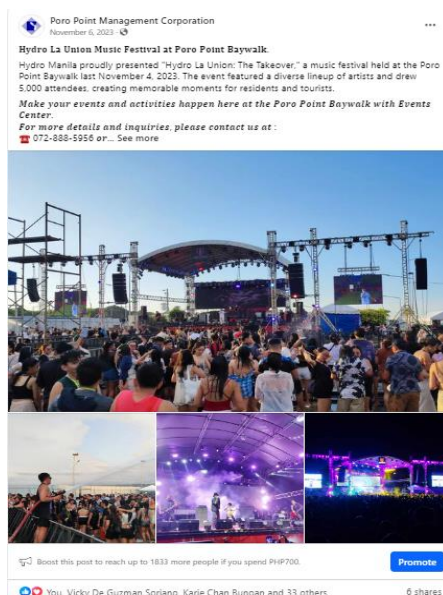 Poro Point Management Corporation
November 6, 2023 ·
Hydro La Union Music Festival at Poro Point Baywalk.
Hydro Manila proudly presented "Hydro La Union: The Takeover," a music festival held at the Poro
Point Baywalk last November 4, 2023. The event featured a diverse lineup of artists and drew
5,000 attendees, creating memorable moments for residents and tourists.
Make your events and activities happen here at the Poro Point Baywalk with Events
Center.
For more details and inquiries, please contact us at :
☎️ 072-888-5956 or... See more
Boost this post to reach up to 1833 more people if you spend PHP700.
Promote
You, Vicky De Guzman Soriano, Karie Chan Bungan and 33 others
6 shares